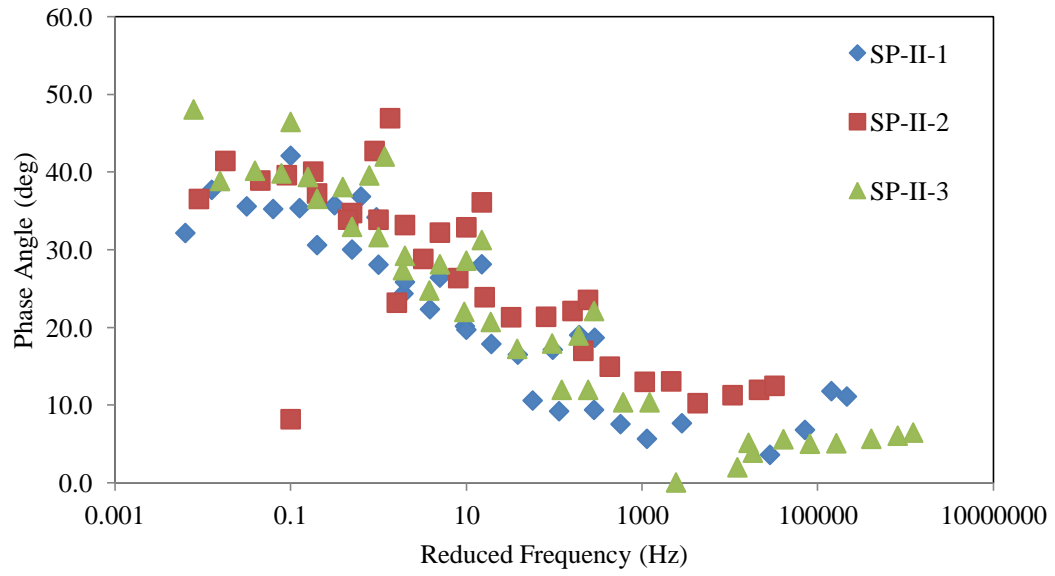 60.0
50.0
40.0
30.0
20.0
10.0
0.0
Phase Angle (deg)
SP-II-1
SP-II-2
SP-II-3
0.001 0.1 10 1000 100000 10000000
Reduced Frequency (Hz)